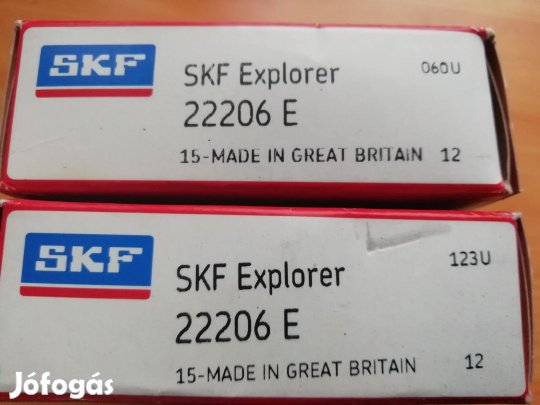 SKF
SKF Explorer
060U
22206 E
15-MADE IN GREAT BRITAIN 12
SKF
SKF Explorer
123U
22206 E
15-MADE IN GREAT BRITAIN 12
Jófogás